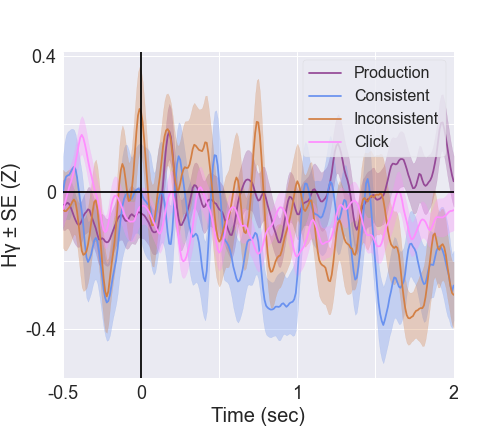 0.4
0
-0.4
Hγ ± SE (Z)
Production
Consistent
Inconsistent
Click
-0.5
0
1
2
Time (sec)